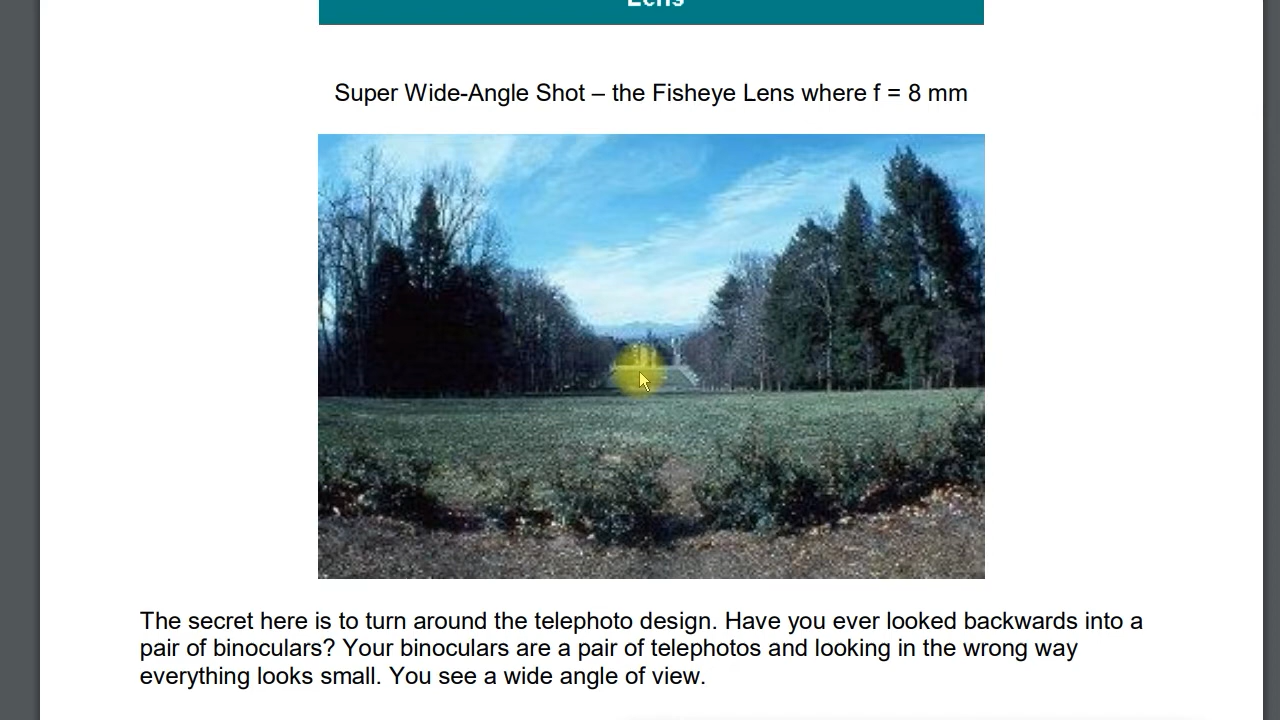 Lens
Super Wide-Angle Shot – the Fisheye Lens where f = 8 mm
The secret here is to turn around the telephoto design. Have you ever looked backwards into a
pair of binoculars? Your binoculars are a pair of telephotos and looking in the wrong way
everything looks small. You see a wide angle of view.